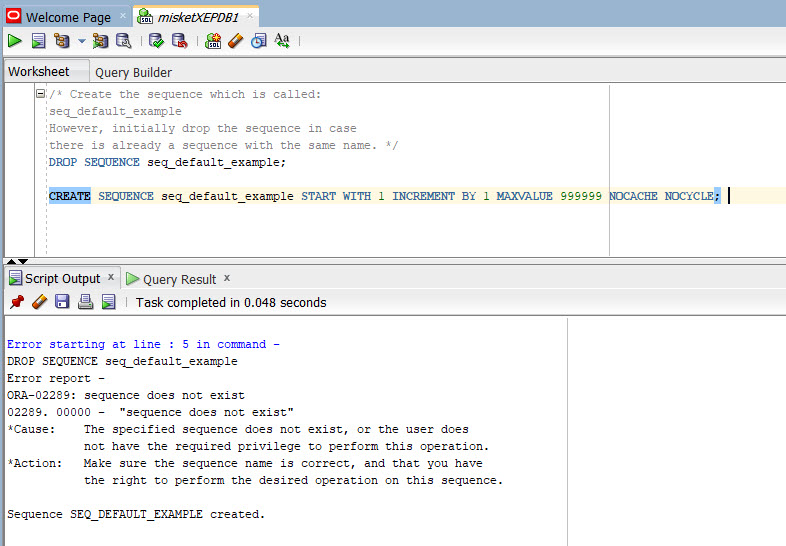 Welcome Page
misketXEPDB1
Worksheet Query Builder
/* Create the sequence which is called:
seq_default_example
However, initially drop the sequence in case
there is already a sequence with the same name. */
DROP SEQUENCE seq_default_example;
CREATE SEQUENCE seq_default_example START WITH 1 INCREMENT BY 1 MAXVALUE 999999 NOCACHE NOCYCLE;
Script Output x Query Result x
Task completed in 0.048 seconds
Error starting at line : 5 in command -
DROP SEQUENCE seq_default_example
Error report -
ORA-02289: sequence does not exist
02289. 00000 -  "sequence does not exist"
*Cause:    The specified sequence does not exist, or the user does
not have the required privilege to perform this operation.
*Action:   Make sure the sequence name is correct, and that you have
the right to perform the desired operation on this sequence.
Sequence SEQ_DEFAULT_EXAMPLE created.